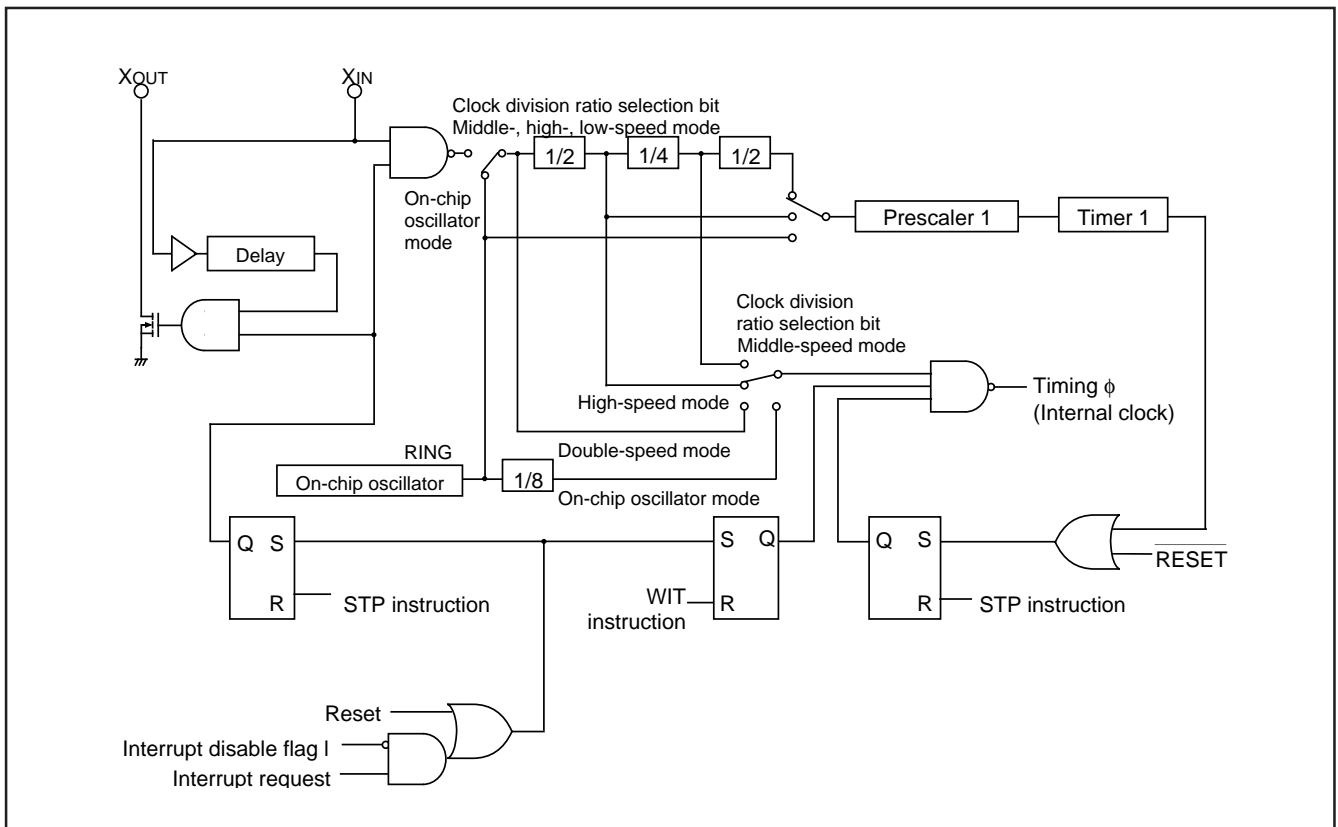 XOUT
XIN
Clock division ratio selection bit
Middle-, high-, low-speed mode
1/2
1/4
1/2
On-chip
oscillator
mode
Prescaler 1
Timer 1
Delay
Clock division
ratio selection bit
Middle-speed mode
High-speed mode
Timing ϕ
(Internal clock)
RING
Double-speed mode
On-chip oscillator
1/8
On-chip oscillator mode
Q S
R
STP instruction
S Q
R
WIT
instruction
Q S
R
STP instruction
RESET
Reset
Interrupt disable flag I
Interrupt request